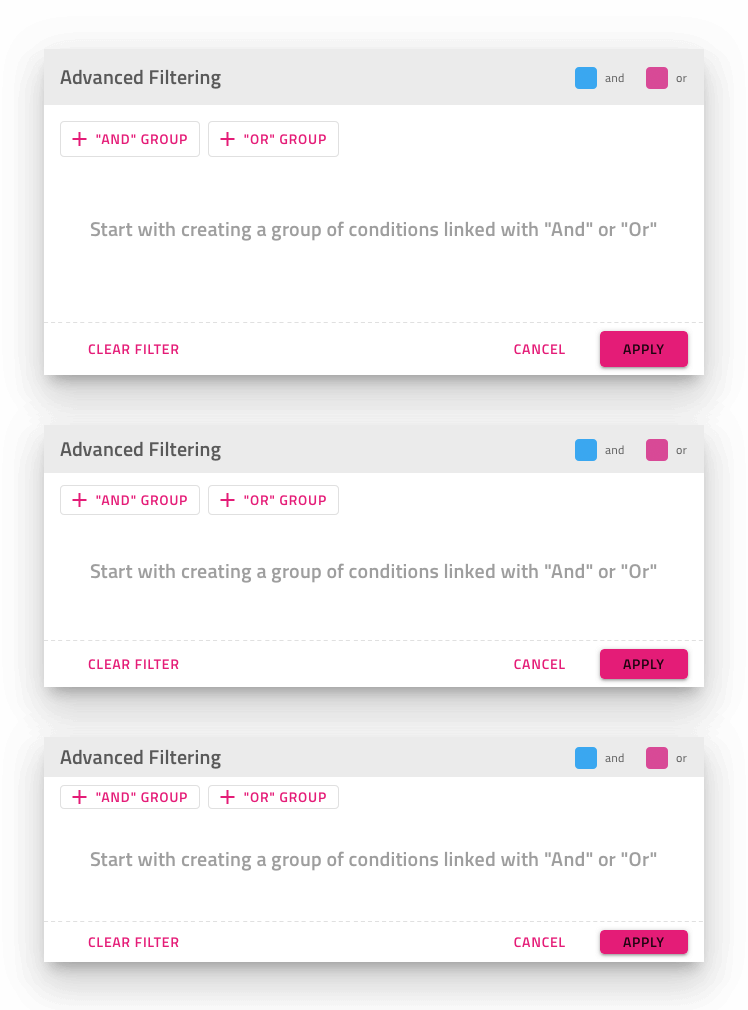 Advanced Filtering and or
"AND" GROUP "OR" GROUP
Start with creating a group of conditions linked with "And" or "Or"
CLEAR FILTER CANCEL APPLY
Advanced Filtering and or
"AND" GROUP "OR" GROUP
Start with creating a group of conditions linked with "And" or "Or"
CLEAR FILTER CANCEL APPLY
Advanced Filtering and or
"AND" GROUP "OR" GROUP
Start with creating a group of conditions linked with "And" or "Or"
CLEAR FILTER CANCEL APPLY